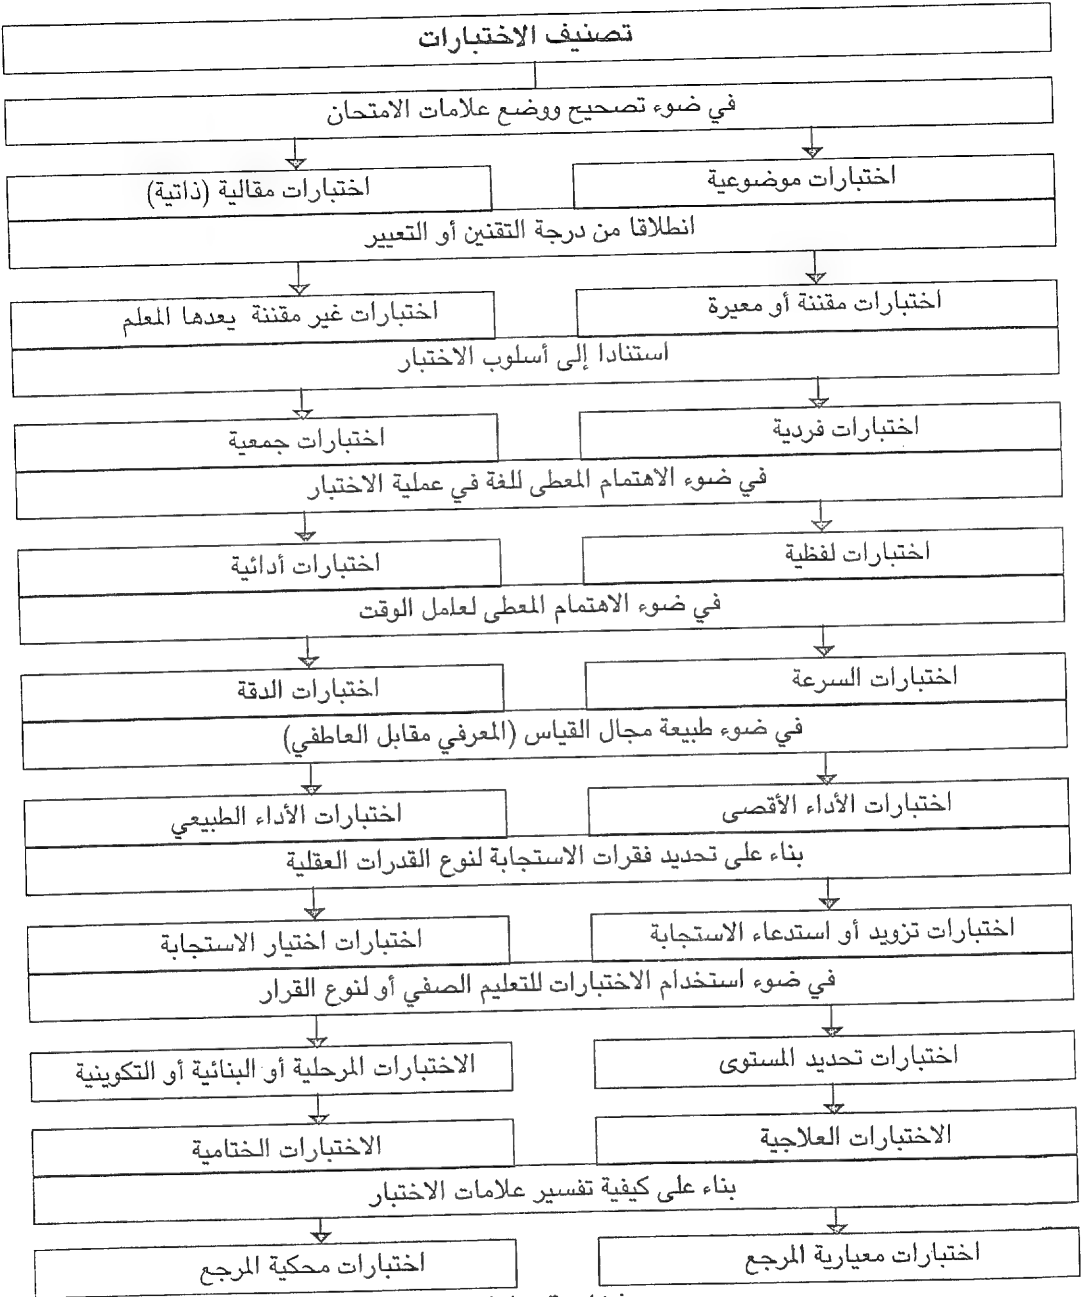 تصنيف الاختبارات
في ضوء تصحيح ووضع علامات الامتحان
اختبارات موضوعية
اختبارات مقالية (ذاتية)
انطلاقا من درجة التقنين أو التعيير
اختبارات مقننة أو معيرة
اختبارات غير مقننة يعدها المعلم
استنادا إلى أسلوب الاختبار
اختبارات فردية
اختبارات جمعية
في ضوء الاهتمام المعطى للغة في عملية الاختبار
اختبارات لفظية
اختبارات أدائية
في ضوء الاهتمام المعطى لعامل الوقت
اختبارات السرعة
اختبارات الدقة
في ضوء طبيعة مجال القياس (المعرفي مقابل العاطفي)
اختبارات الأداء الأقصى
اختبارات الأداء الطبيعي
بناء على تحديد فقرات الاستجابة لنوع القدرات العقلية
اختبارات تزويد أو استدعاء الاستجابة
اختبارات اختيار الاستجابة
في ضوء استخدام الاختبارات للتعليم الصفي أو لنوع القرار
اختبارات تحديد المستوى
الاختبارات المرحلية أو البنائية أو التكوينية
الاختبارات العلاجية
الاختبارات الختامية
بناء على كيفية تفسير علامات الاختبار
اختبارات معيارية المرجع
اختبارات محكية المرجع